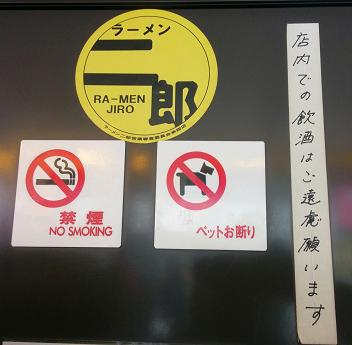 ラーメン
二郎
RA-MEN
JIRO
禁煙
NO SMOKING
ペットお断り
店内での飲酒はご遠慮願います